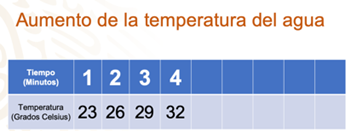 Aumento de la temperatura del agua
Tiempo (Minutos) 1 2 3 4
Temperatura (Grados Celsius) 23 26 29 32